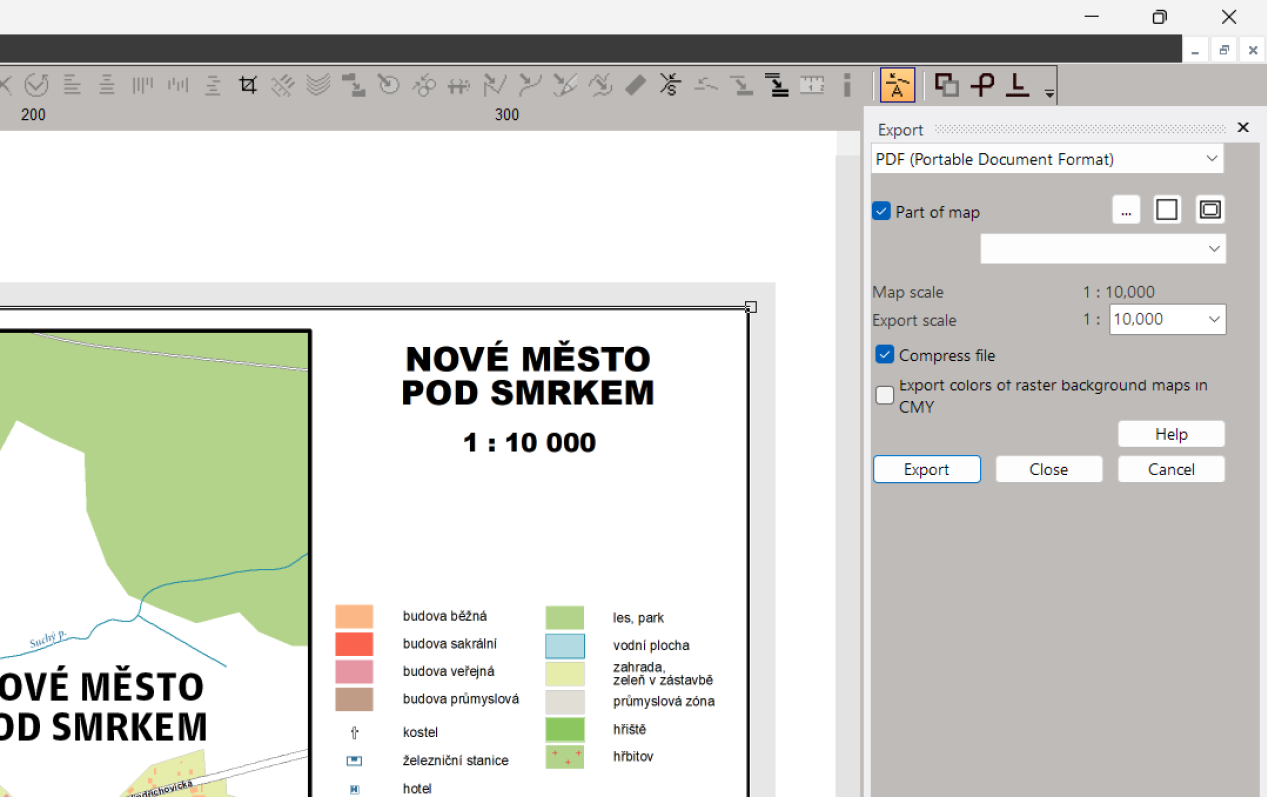 200
300
Export
PDF (Portable Document Format)
Part of map
...
Map scale
1 : 10,000
Export scale
1 :
10,000
Compress file
Export colors of raster background maps in
CMY
Help
Export
Close
Cancel
NOVÉ MĚSTO
POD SMRKEM
1 : 10 000
Suchý p.
OVÉ MĚSTO
OD SMRKEM
budova běžná
budova sakrální
budova veřejná
budova průmyslová
kostel
železniční stanice
H hotel
les, park
vodní plocha
zahrada,
zeleň v zástavbě
průmyslová zóna
hřiště
hřbitov